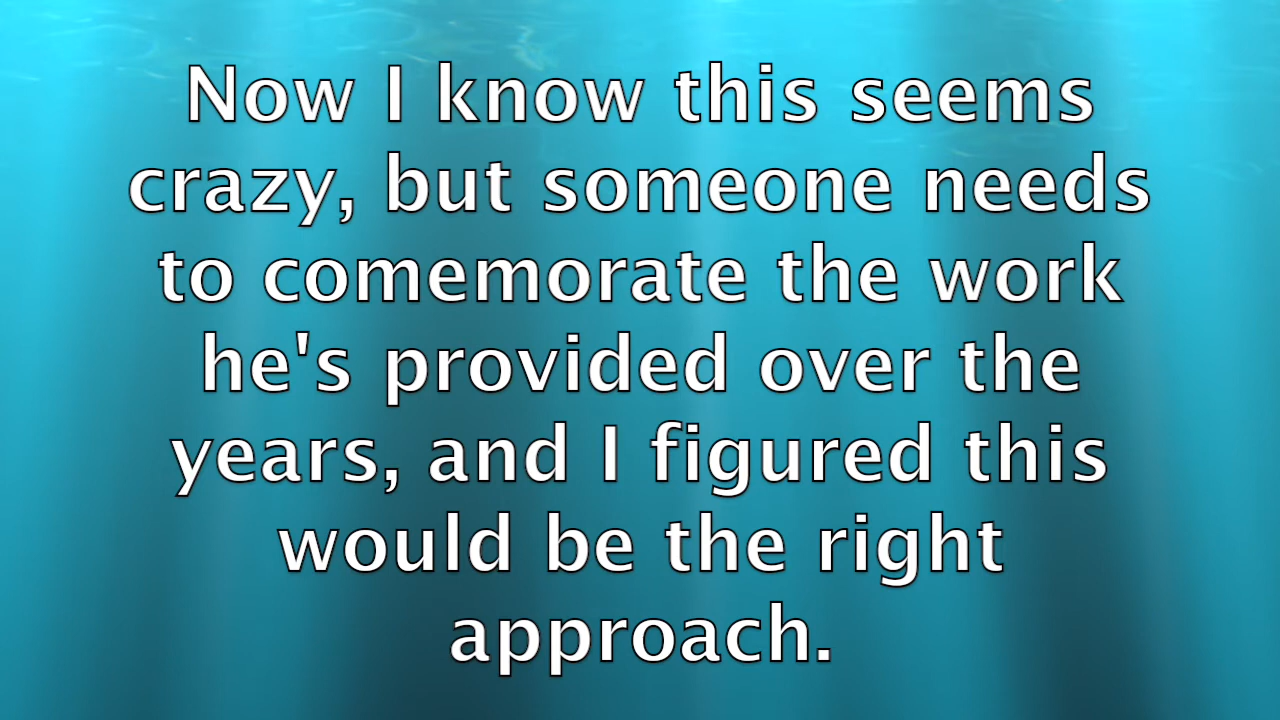 Now I know this seems
crazy, but someone needs
to comemorate the work
he's provided over the
years, and I figured this
would be the right
approach.